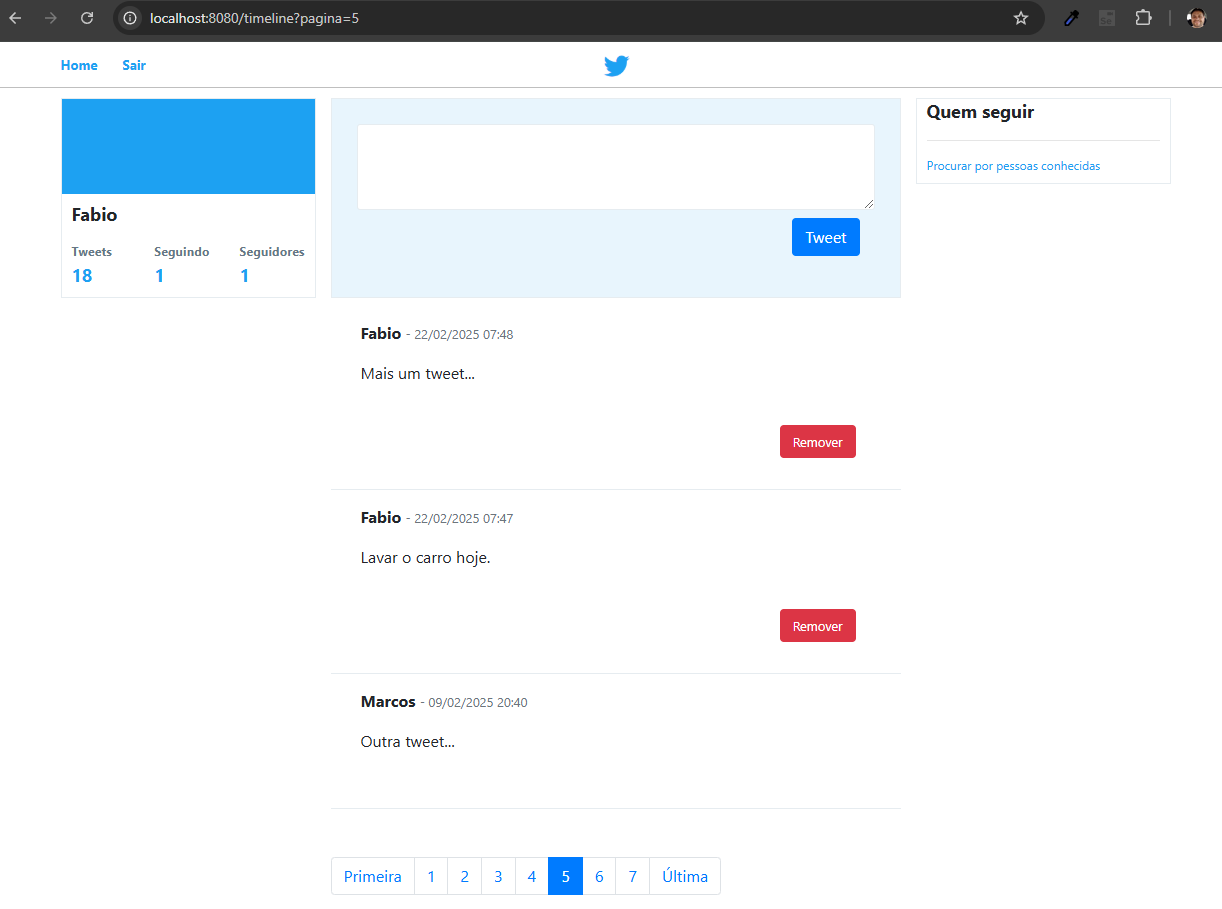 localhost:8080/timeline?pagina=5
Home Sair
Fabio
Tweets Seguindo Seguidores
18 1 1
Tweet
Quem seguir
Procurar por pessoas conhecidas
Fabio - 22/02/2025 07:48
Mais um tweet...
Remover
Fabio - 22/02/2025 07:47
Lavar o carro hoje.
Remover
Marcos - 09/02/2025 20:40
Outra tweet...
Primeira 1 2 3 4 5 6 7 Última